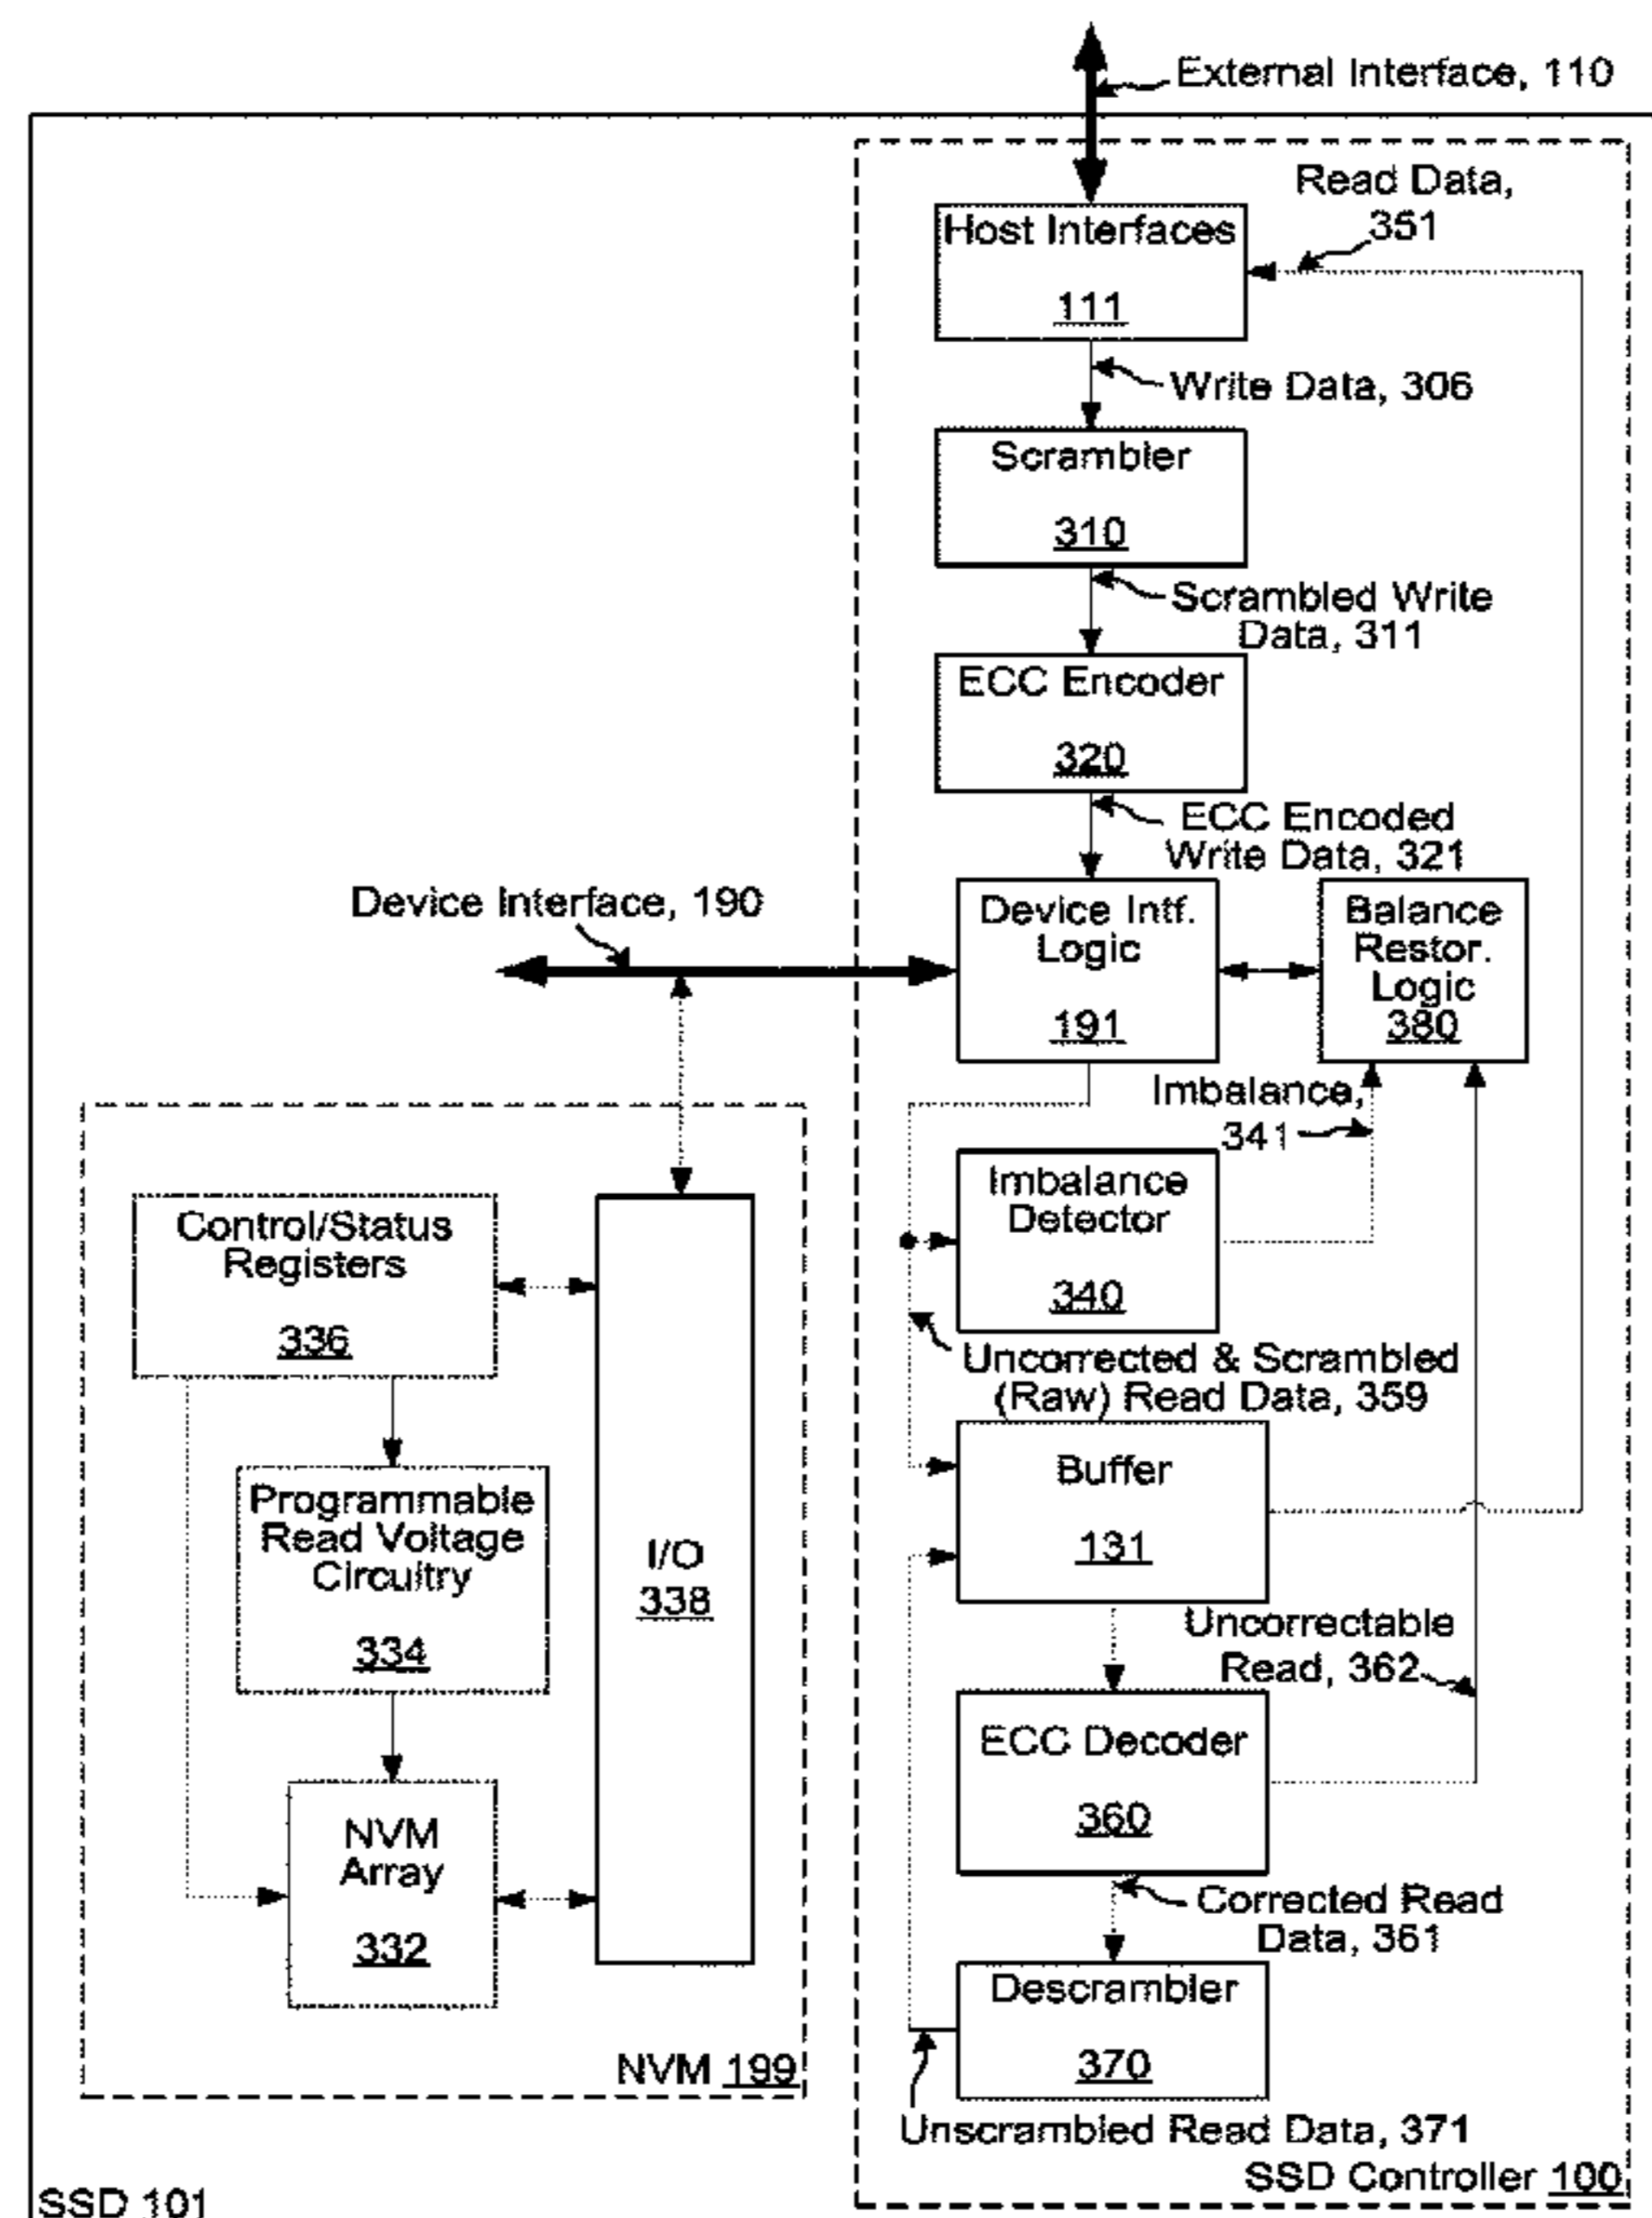 External Interface, 110
Read Data,
351
Host Interfaces
111
Write Data, 306
Scrambler
310
Scrambled Write
Data, 311
ECC Encoder
320
ECC Encoded
Write Data, 321
Device Interface, 190
Device Intf.
Logic
191
Balance
Restor.
Logic
380
Imbalance,
341
Imbalance
Detector
340
Control/Status
Registers
336
Uncorrected & Scrambled
(Raw) Read Data, 359
Buffer
131
Programmable
Read Voltage
Circuitry
334
I/O
338
Uncorrectable
Read, 362
ECC Decoder
360
NVM
Array
332
Corrected Read
Data, 361
Descrambler
370
NVM 199
Unscrambled Read Data, 371
SSD Controller 100
SSD 101